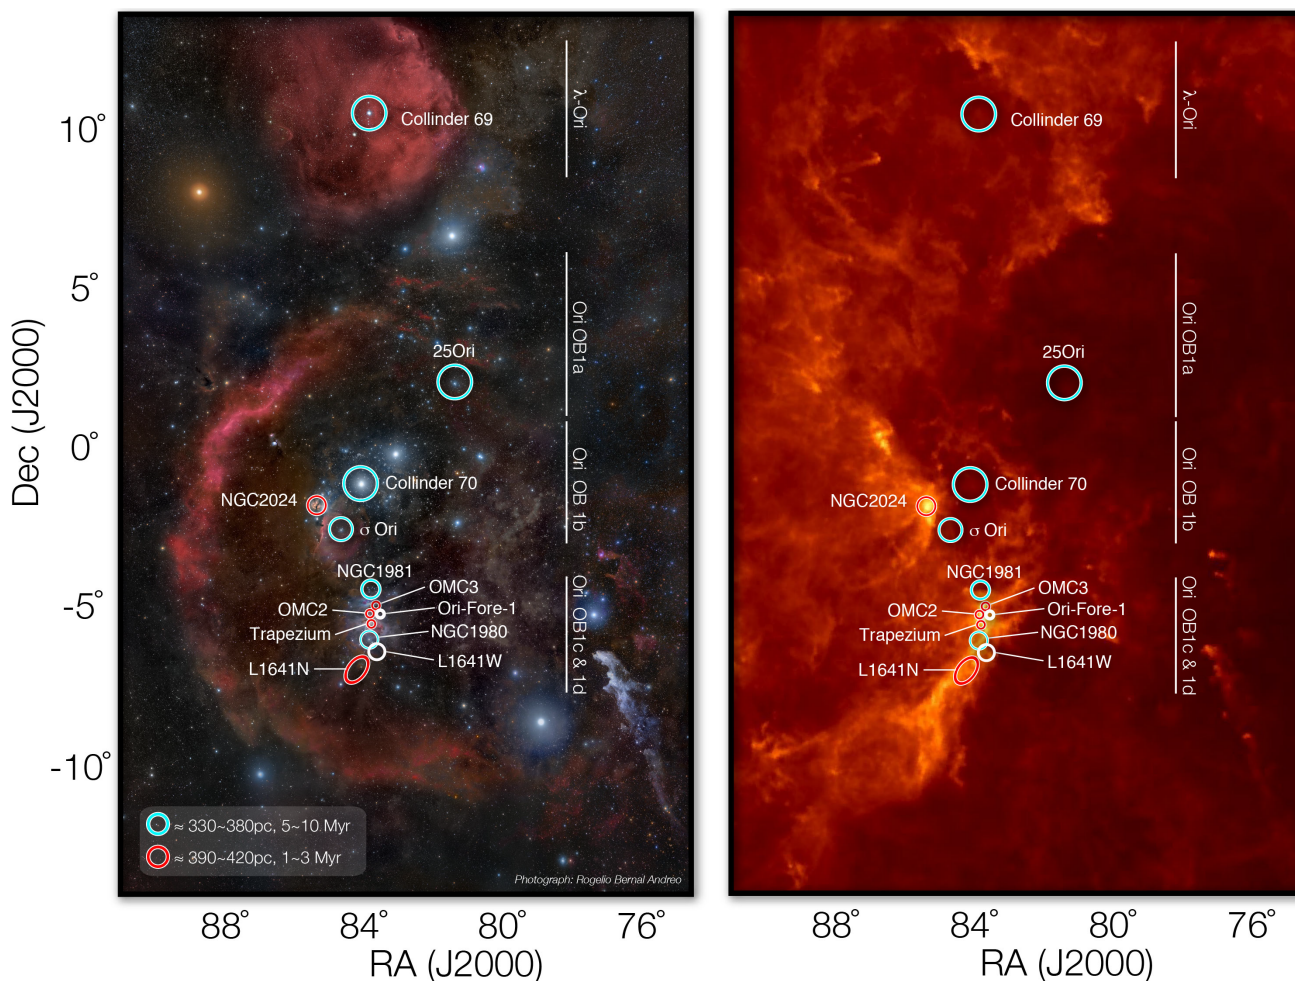 Dec (J2000)
10°
5°
0°
-5°
-10°
Collinder 69
λ-Ori
25Ori
Ori OB1a
Collinder 70
NGC2024
σ Ori
Ori OB 1b
NGC1981
OMC3
OMC2
Ori-Fore-1
Trapezium
NGC1980
L1641W
L1641N
Ori OB1c & 1d
≈ 330~380pc, 5~10 Myr
≈ 390~420pc, 1~3 Myr
Photograph: Rogelio Bernal Andreo
88° 84° 80° 76°
RA (J2000)
Collinder 69
λ-Ori
25Ori
Ori OB1a
Collinder 70
NGC2024
σ Ori
Ori OB 1b
NGC1981
OMC3
OMC2
Ori-Fore-1
Trapezium
NGC1980
L1641W
L1641N
Ori OB1c & 1d
88° 84° 80° 76°
RA (J2000)